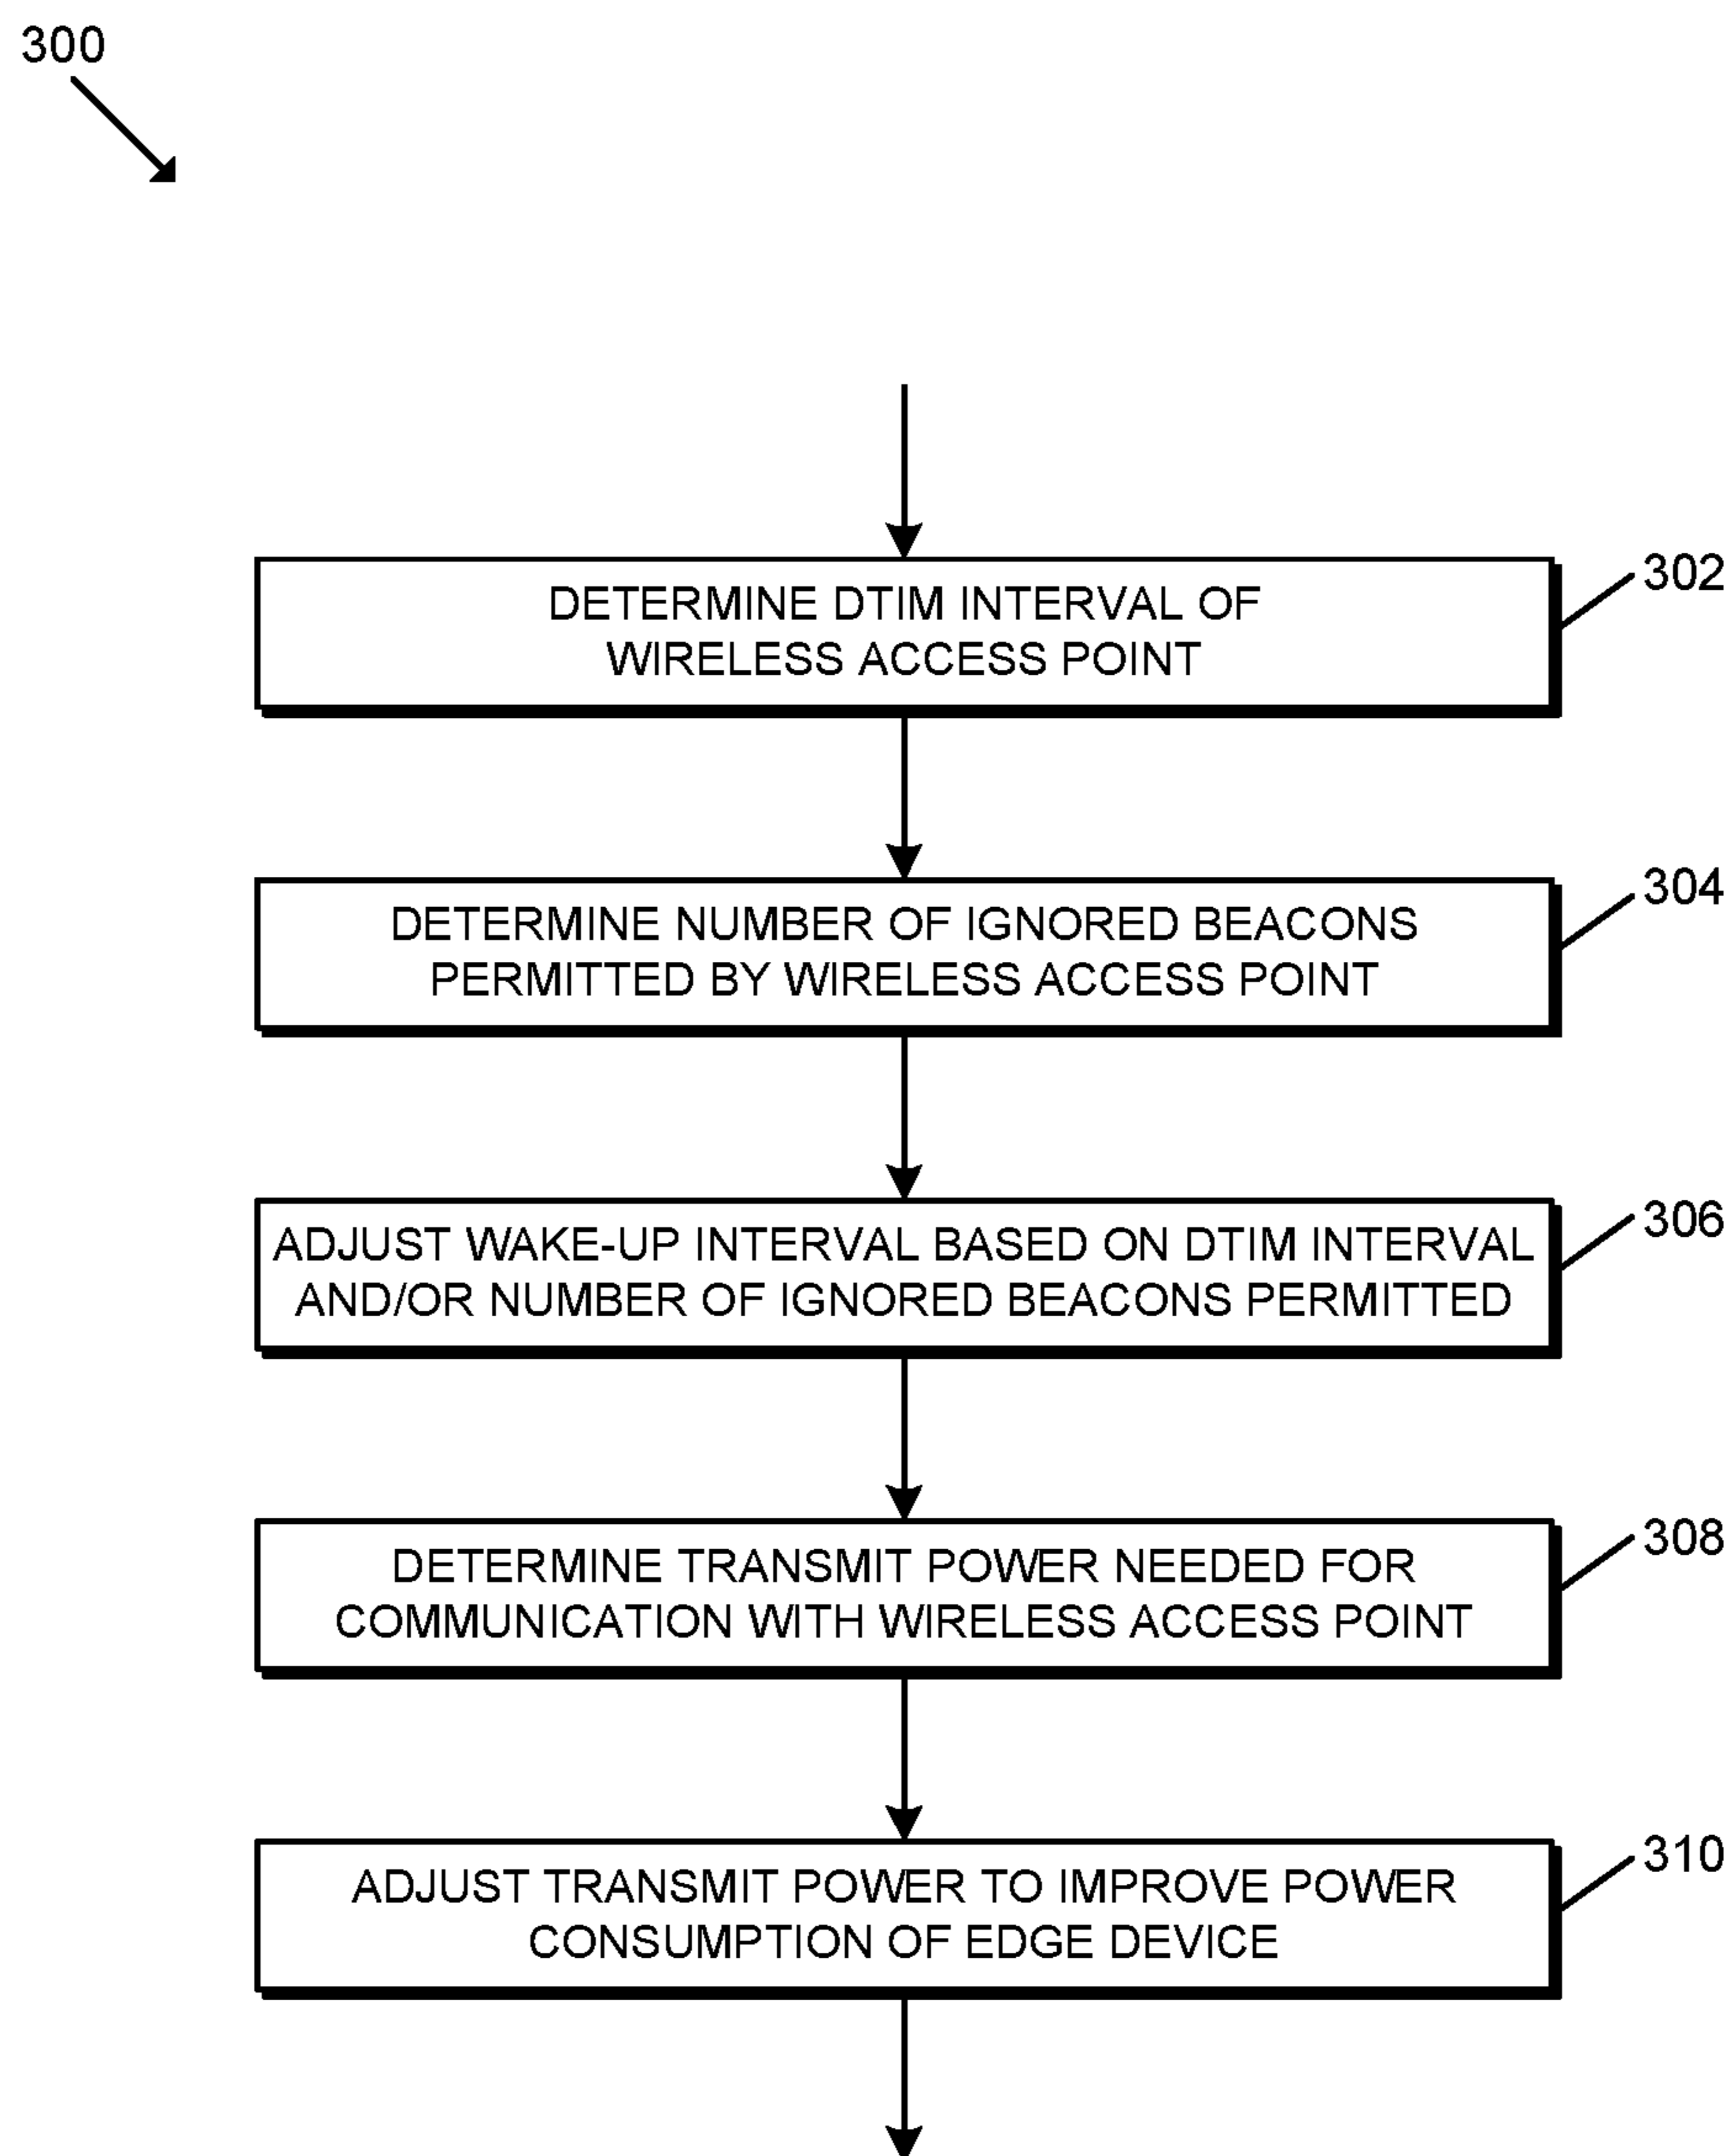 300
DETERMINE DTIM INTERVAL OF
WIRELESS ACCESS POINT
302
DETERMINE NUMBER OF IGNORED BEACONS
PERMITTED BY WIRELESS ACCESS POINT
304
ADJUST WAKE-UP INTERVAL BASED ON DTIM INTERVAL
AND/OR NUMBER OF IGNORED BEACONS PERMITTED
306
DETERMINE TRANSMIT POWER NEEDED FOR
COMMUNICATION WITH WIRELESS ACCESS POINT
308
ADJUST TRANSMIT POWER TO IMPROVE POWER
CONSUMPTION OF EDGE DEVICE
310